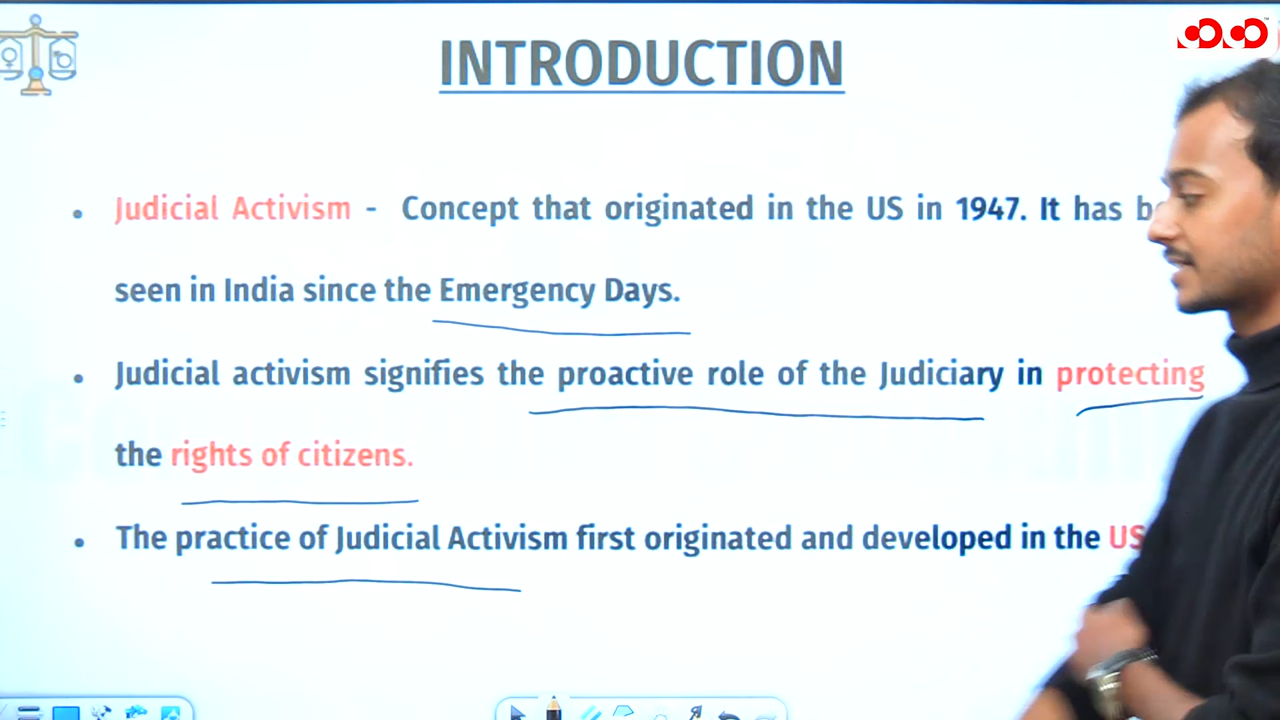 INTRODUCTION
• Judicial Activism - Concept that originated in the US in 1947. It has
seen in India since the Emergency Days.
• Judicial activism signifies the proactive role of the Judiciary in protecting
the rights of citizens.
• The practice of Judicial Activism first originated and developed in the US